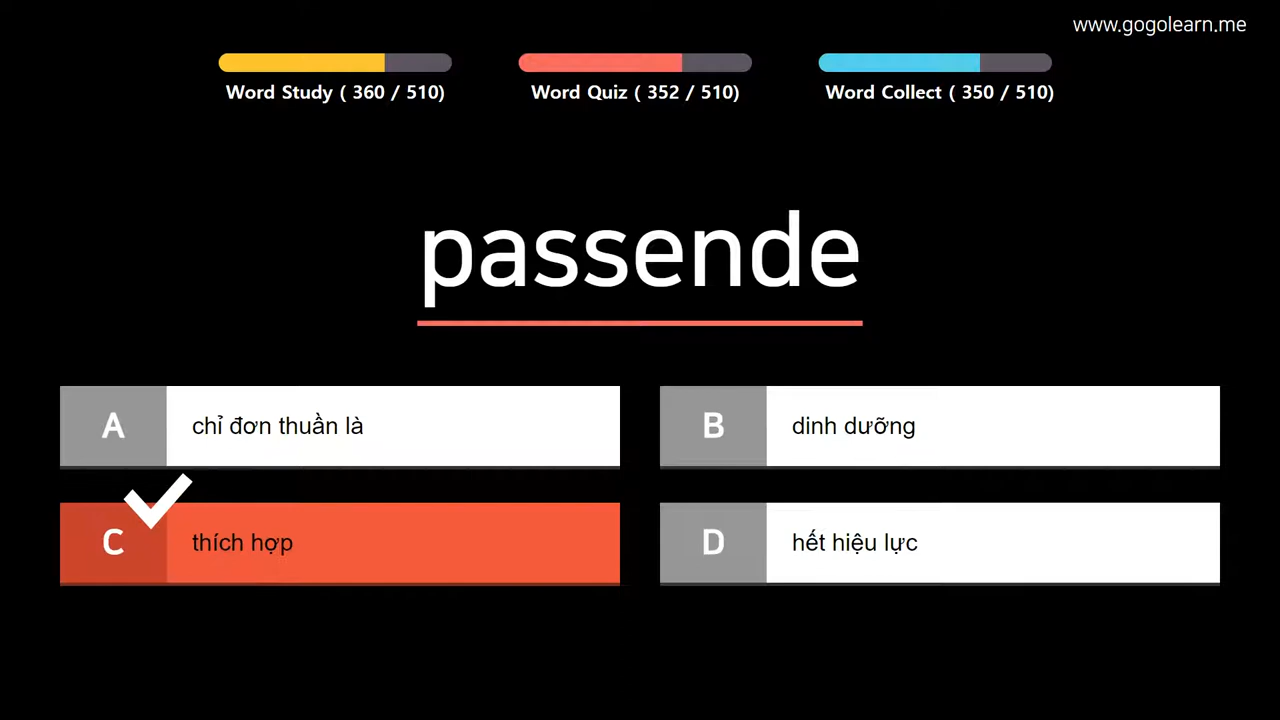 www.gogolearn.me
Word Study ( 360 / 510)
Word Quiz ( 352 / 510)
Word Collect ( 350 / 510)
passende
A
chỉ đơn thuần là
B
dinh dưỡng
C
thích hợp
D
hết hiệu lực